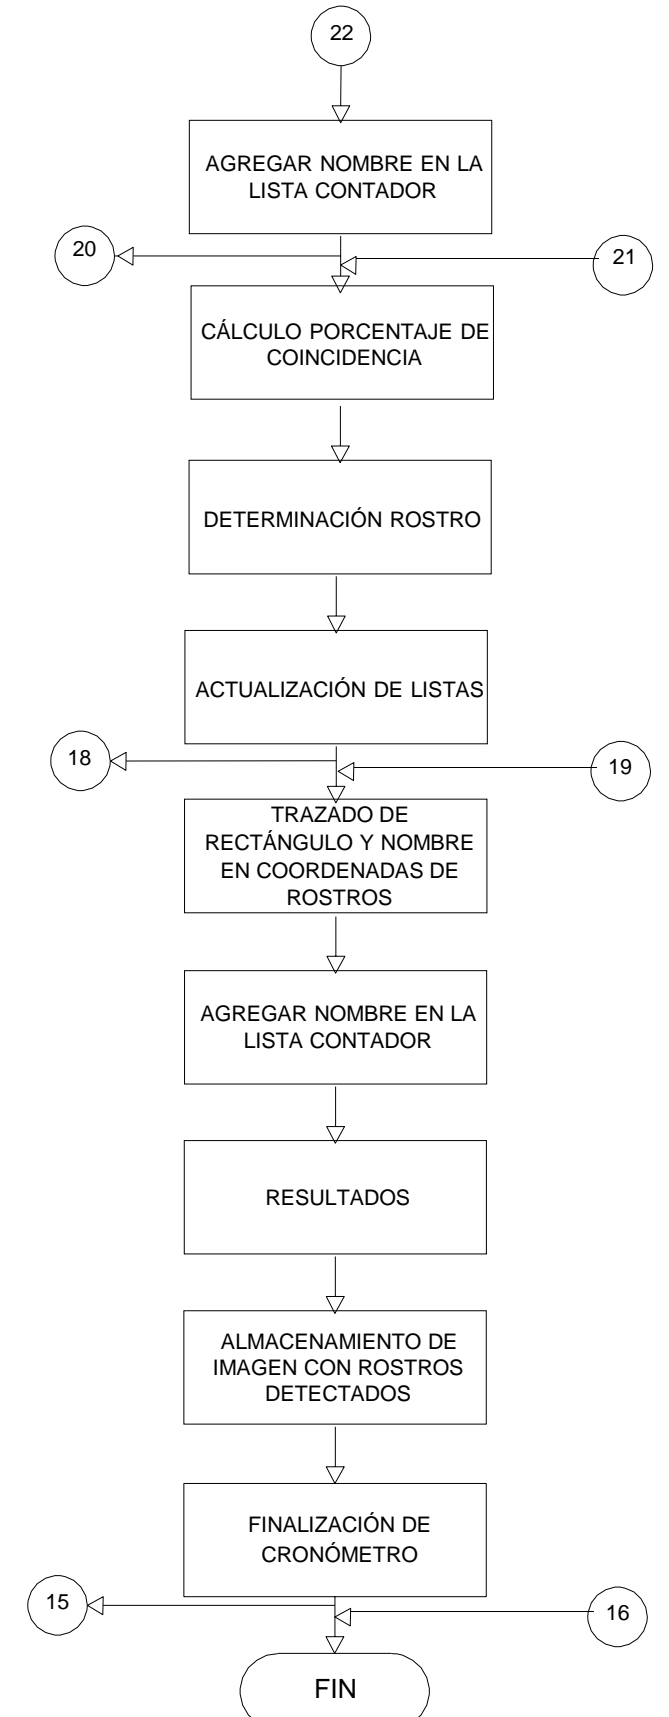 22
AGREGAR NOMBRE EN LA
LISTA CONTADOR
20
21
CÁLCULO PORCENTAJE DE
COINCIDENCIA
DETERMINACIÓN ROSTRO
ACTUALIZACIÓN DE LISTAS
18
19
TRAZADO DE
RECTÁNGULO Y NOMBRE
EN COORDENADAS DE
ROSTROS
AGREGAR NOMBRE EN LA
LISTA CONTADOR
RESULTADOS
ALMACENAMIENTO DE
IMAGEN CON ROSTROS
DETECTADOS
FINALIZACIÓN DE
CRONÓMETRO
15
16
FIN